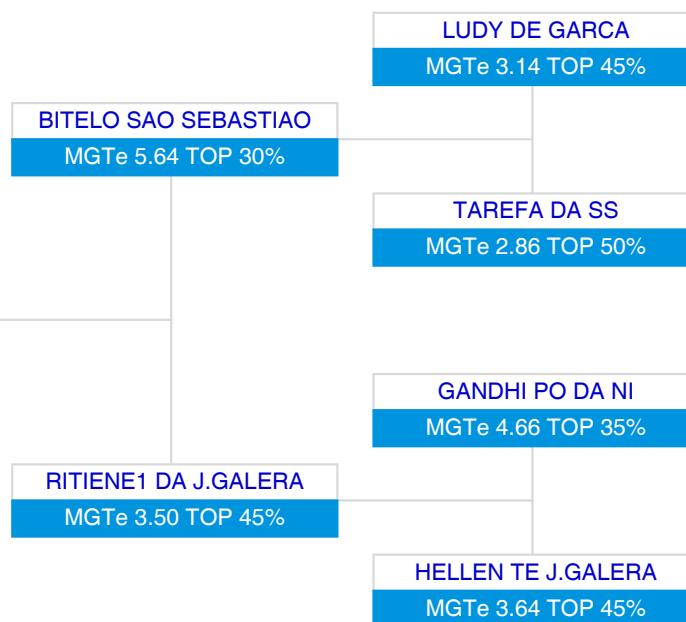 LUDY DE GARCA
MGTe 3.14 TOP 45%
BITELO SAO SEBASTIAO
MGTe 5.64 TOP 30%
TAREFA DA SS
MGTe 2.86 TOP 50%
GANDHI PO DA NI
MGTe 4.66 TOP 35%
RITIENE1 DA J.GALERA
MGTe 3.50 TOP 45%
HELLEN TE J.GALERA
MGTe 3.64 TOP 45%